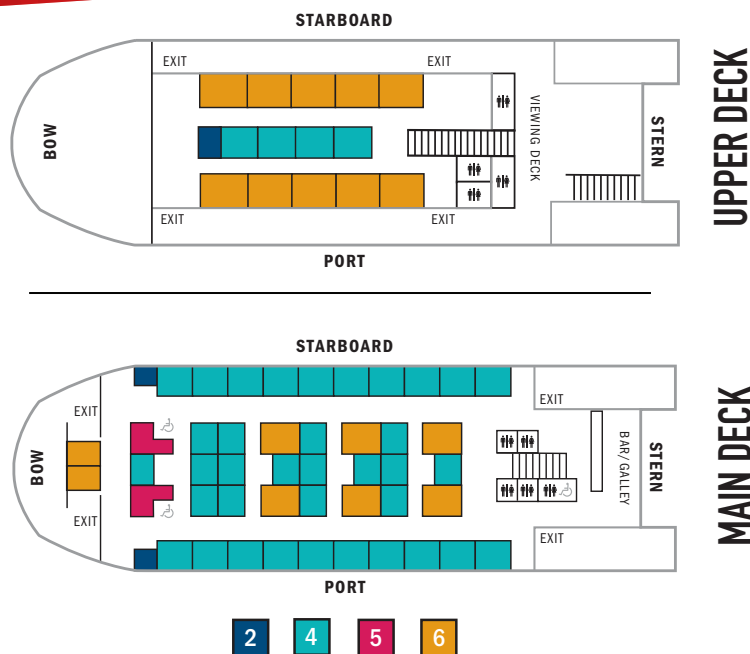 STARBOARD
EXIT EXIT
BOW
VIEWING DECK
STERN
UPPER DECK
EXIT EXIT
PORT
STARBOARD
EXIT
EXIT
BOW
BAR/GALLEY
STERN
MAIN DECK
EXIT
EXIT
PORT
2 4 5 6